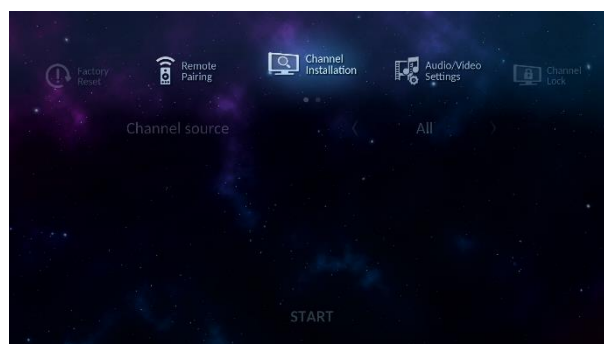 Factory
Reset
Remote
Pairing
Channel
Installation
Audio/Video
Settings
Channel
Lock
Channel source
All
START